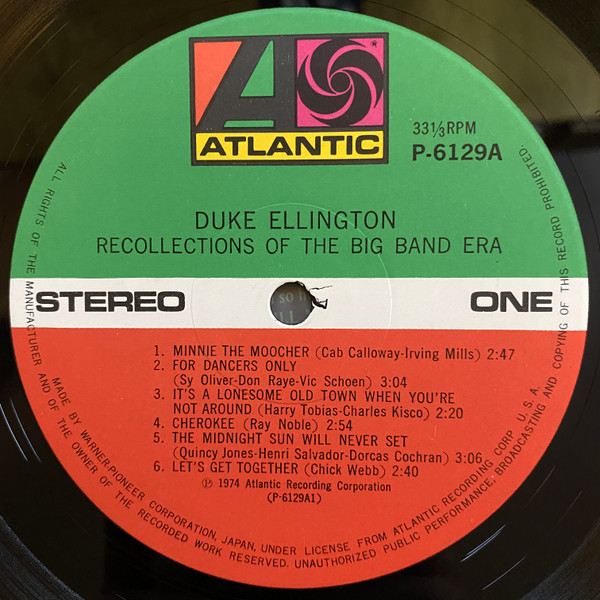 ATLANTIC
®
33⅓RPM
P-6129A
DUKE ELLINGTON
RECOLLECTIONS OF THE BIG BAND ERA
STEREO
ONE
1. MINNIE THE MOOCHER (Cab Calloway-Irving Mills) 2:47
2. FOR DANCERS ONLY
(Sy Oliver-Don Raye-Vic Schoen) 3:04
3. IT'S A LONESOME OLD TOWN WHEN YOU'RE
NOT AROUND (Harry Tobias-Charles Kisco) 2:20
4. CHEROKEE (Ray Noble) 2:54
5. THE MIDNIGHT SUN WILL NEVER SET
(Quincy Jones-Henri Salvador-Dorcas Cochran) 3:06
6. LET'S GET TOGETHER (Chick Webb) 2:40
℗ 1974 Atlantic Recording Corporation
(P-6129A1)
MADE BY WARNER-PIONEER CORPORATION, JAPAN, UNDER LICENSE FROM ATLANTIC RECORDING CORP. U.S.A.
ALL RIGHTS OF THE MANUFACTURER AND OF THE OWNER OF THE RECORDED WORK RESERVED. UNAUTHORIZED PUBLIC PERFORMANCE, BROADCASTING AND COPYING OF THIS RECORD PROHIBITED.